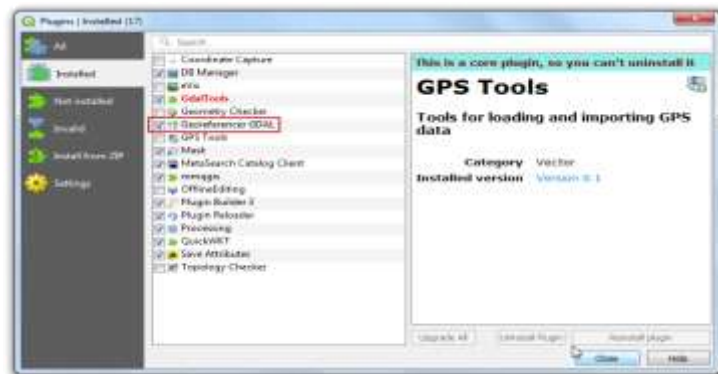 Plugins | Installed (17)
All
Installed
Not installed
Invalid
Install from ZIP
Settings
Search...
Coordinate Capture
DB Manager
eVis
GdalTools
Geometry Checker
Georeferencer GDAL
GPS Tools
Mask
MetaSearch Catalog Client
OfflineEditing
Plugin Builder 3
Plugin Reloader
Processing
QuickWKT
Save Attributes
Topology Checker
This is a core plugin, so you can't uninstall it
GPS Tools
Tools for loading and importing GPS
data
Category Vector
Installed version Version 0.1
Upgrade All Uninstall Plugin Reinstall plugin
Close Help